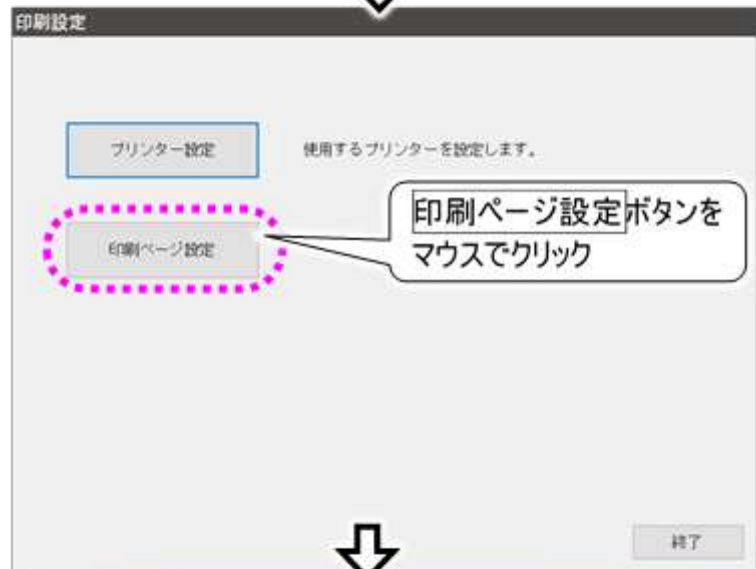 印刷設定
プリンター設定
使用するプリンターを設定します。
印刷ページ設定ボタンを
マウスでクリック
印刷ページ設定
終了